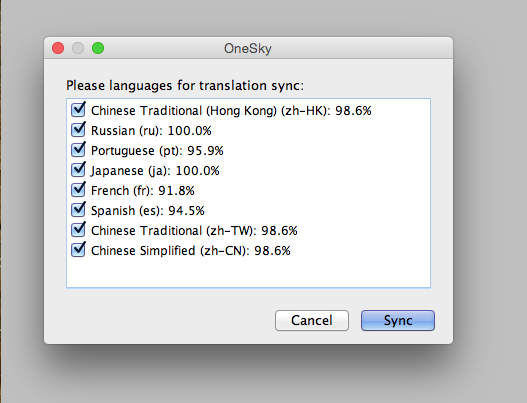 OneSky
Please languages for translation sync:
Chinese Traditional (Hong Kong) (zh-HK): 98.6%
Russian (ru): 100.0%
Portuguese (pt): 95.9%
Japanese (ja): 100.0%
French (fr): 91.8%
Spanish (es): 94.5%
Chinese Traditional (zh-TW): 98.6%
Chinese Simplified (zh-CN): 98.6%
Cancel Sync